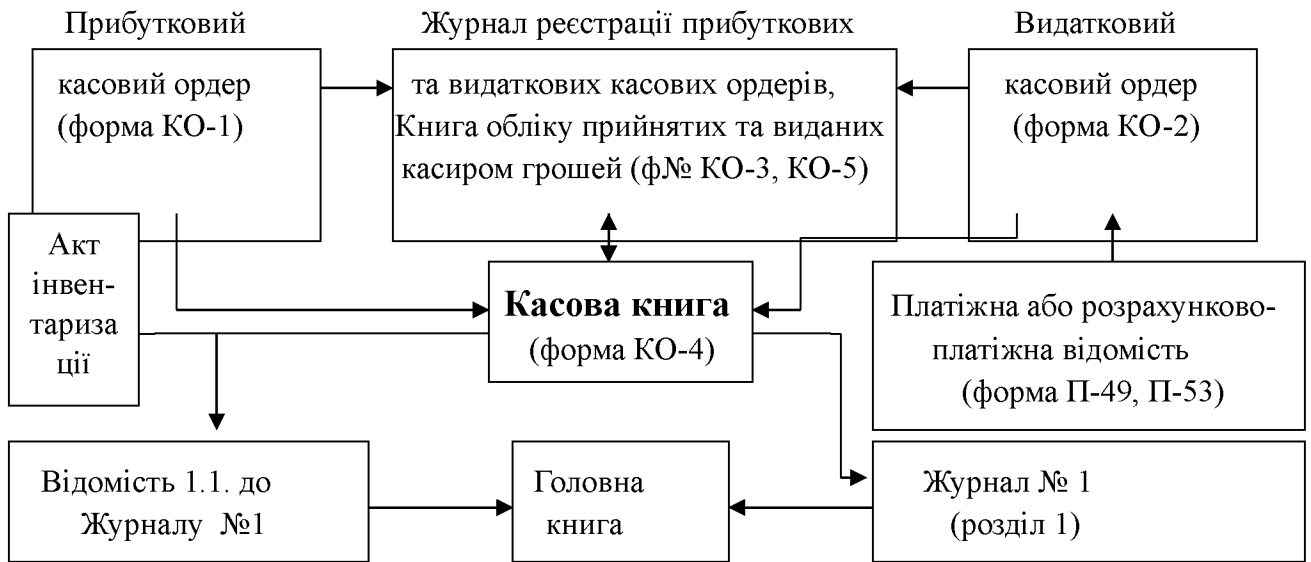 Прибутковий
касовий ордер
(форма КО-1)
Журнал реєстрації прибуткових
та видаткових касових ордерів,
Книга обліку прийнятих та виданих
касиром грошей (ф№ КО-3, КО-5)
Видатковий
касовий ордер
(форма КО-2)
Акт
інвен-
тариза
ції
Касова книга
(форма КО-4)
Платіжна або розрахунково-
платіжна відомість
(форма П-49, П-53)
Відомість 1.1. до
Журналу №1
Головна
книга
Журнал № 1
(розділ 1)